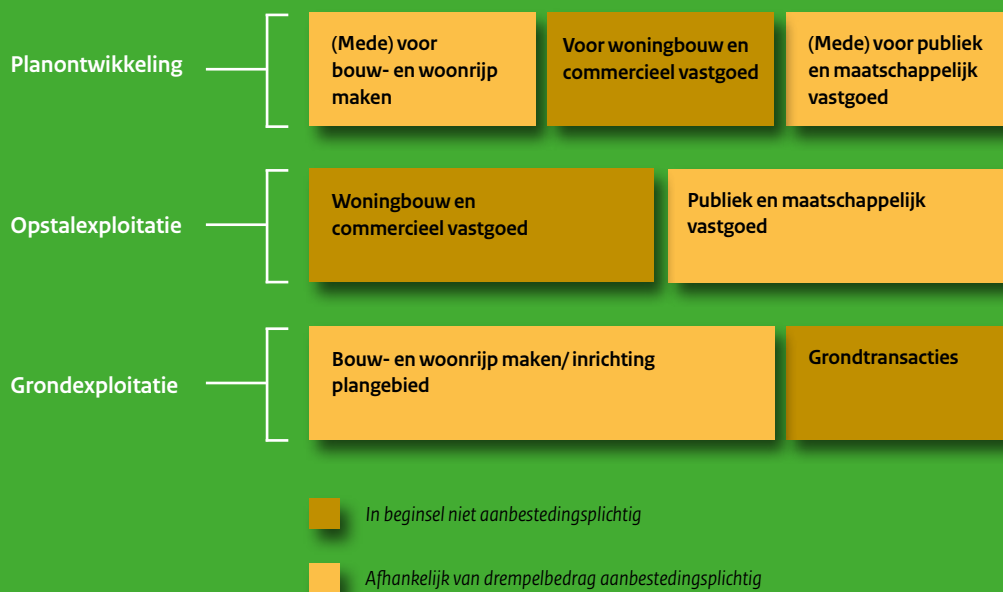 Planontwikkeling
(Mede) voor
bouw- en woonrijp
maken
Voor woningbouw en
commercieel vastgoed
(Mede) voor publiek
en maatschappelijk
vastgoed
Opstalexploitatie
Woningbouw en
commercieel vastgoed
Publiek en maatschappelijk
vastgoed
Grondexploitatie
Bouw- en woonrijp maken/ inrichting
plangebied
Grondtransacties
In beginsel niet aanbestedingsplichtig
Afhankelijk van drempelbedrag aanbestedingsplichtig